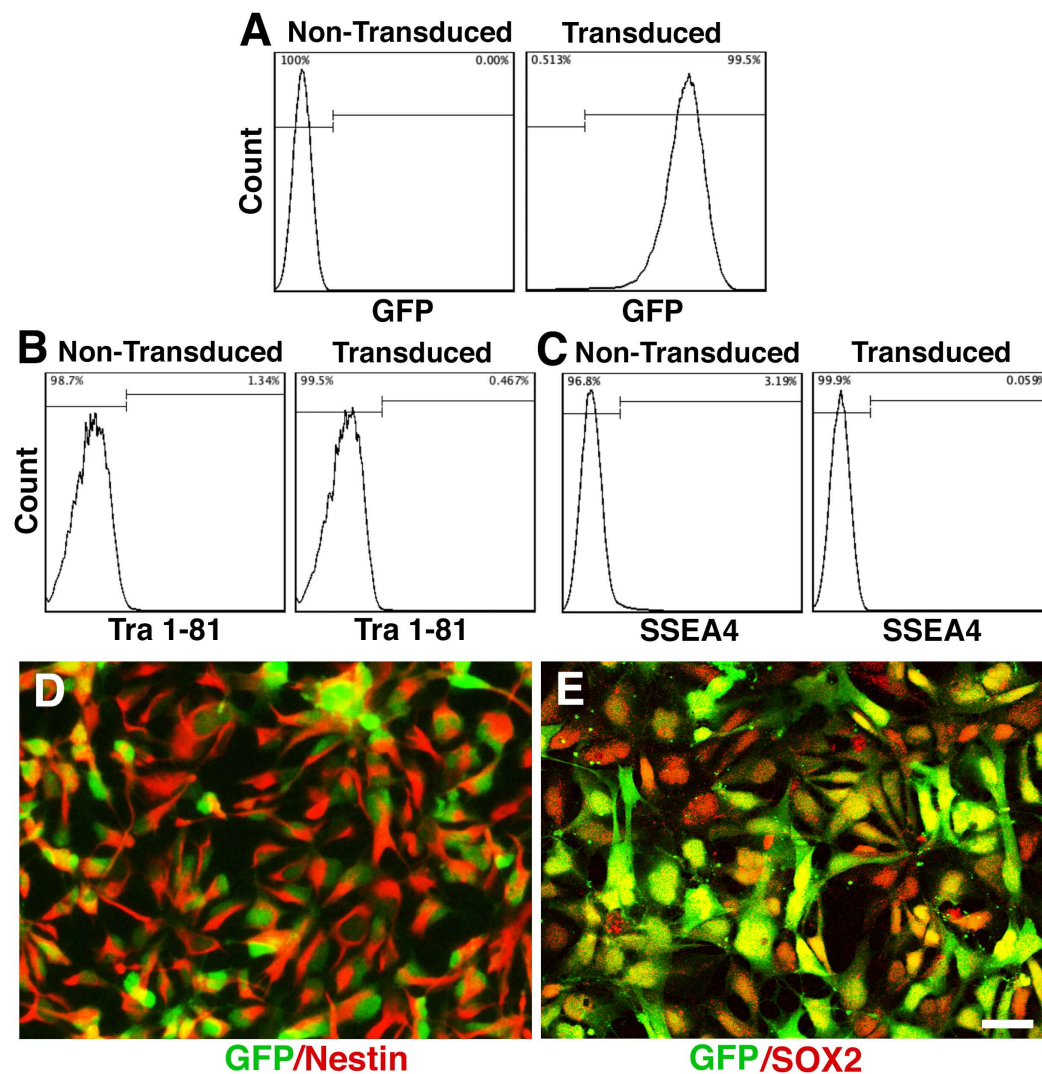 A Non-Transduced Transduced
100% 0.00% 0.513% 99.5%
Count
GFP GFP
B Non-Transduced Transduced C Non-Transduced Transduced
98.7% 1.34% 99.5% 0.467% 96.8% 3.19% 99.9% 0.059%
Count
Tra 1-81 Tra 1-81 SSEA4 SSEA4
D E
GFP/Nestin GFP/SOX2